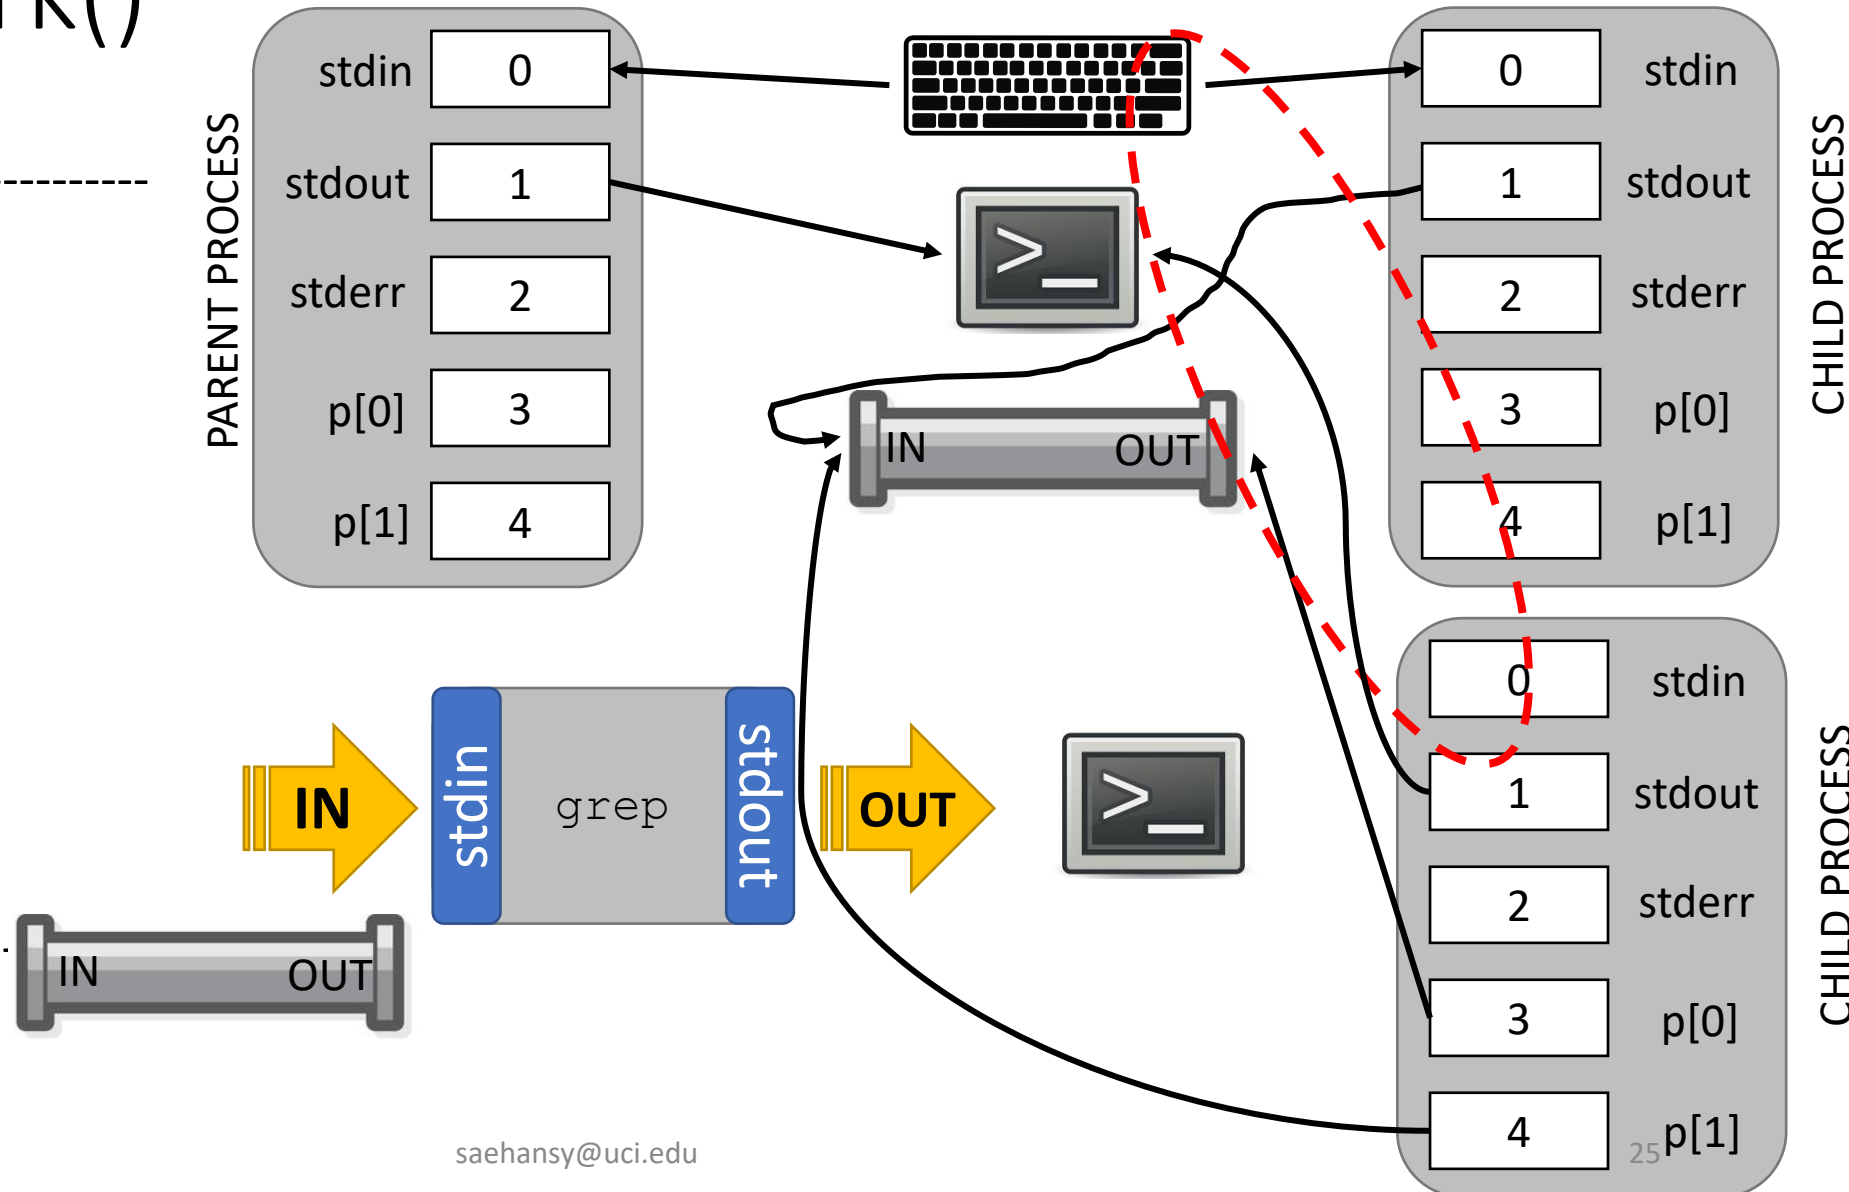 PARENT PROCESS
stdin 0
stdout 1
stderr 2
p[0] 3
p[1] 4
>_
IN OUT
0 stdin
1 stdout
2 stderr
3 p[0]
4 p[1]
CHILD PROCESS
IN
stdin
grep
stdout
OUT
>_
IN OUT
0 stdin
1 stdout
2 stderr
3 p[0]
4 p[1]
CHILD PROCESS
saehansy@uci.edu
25